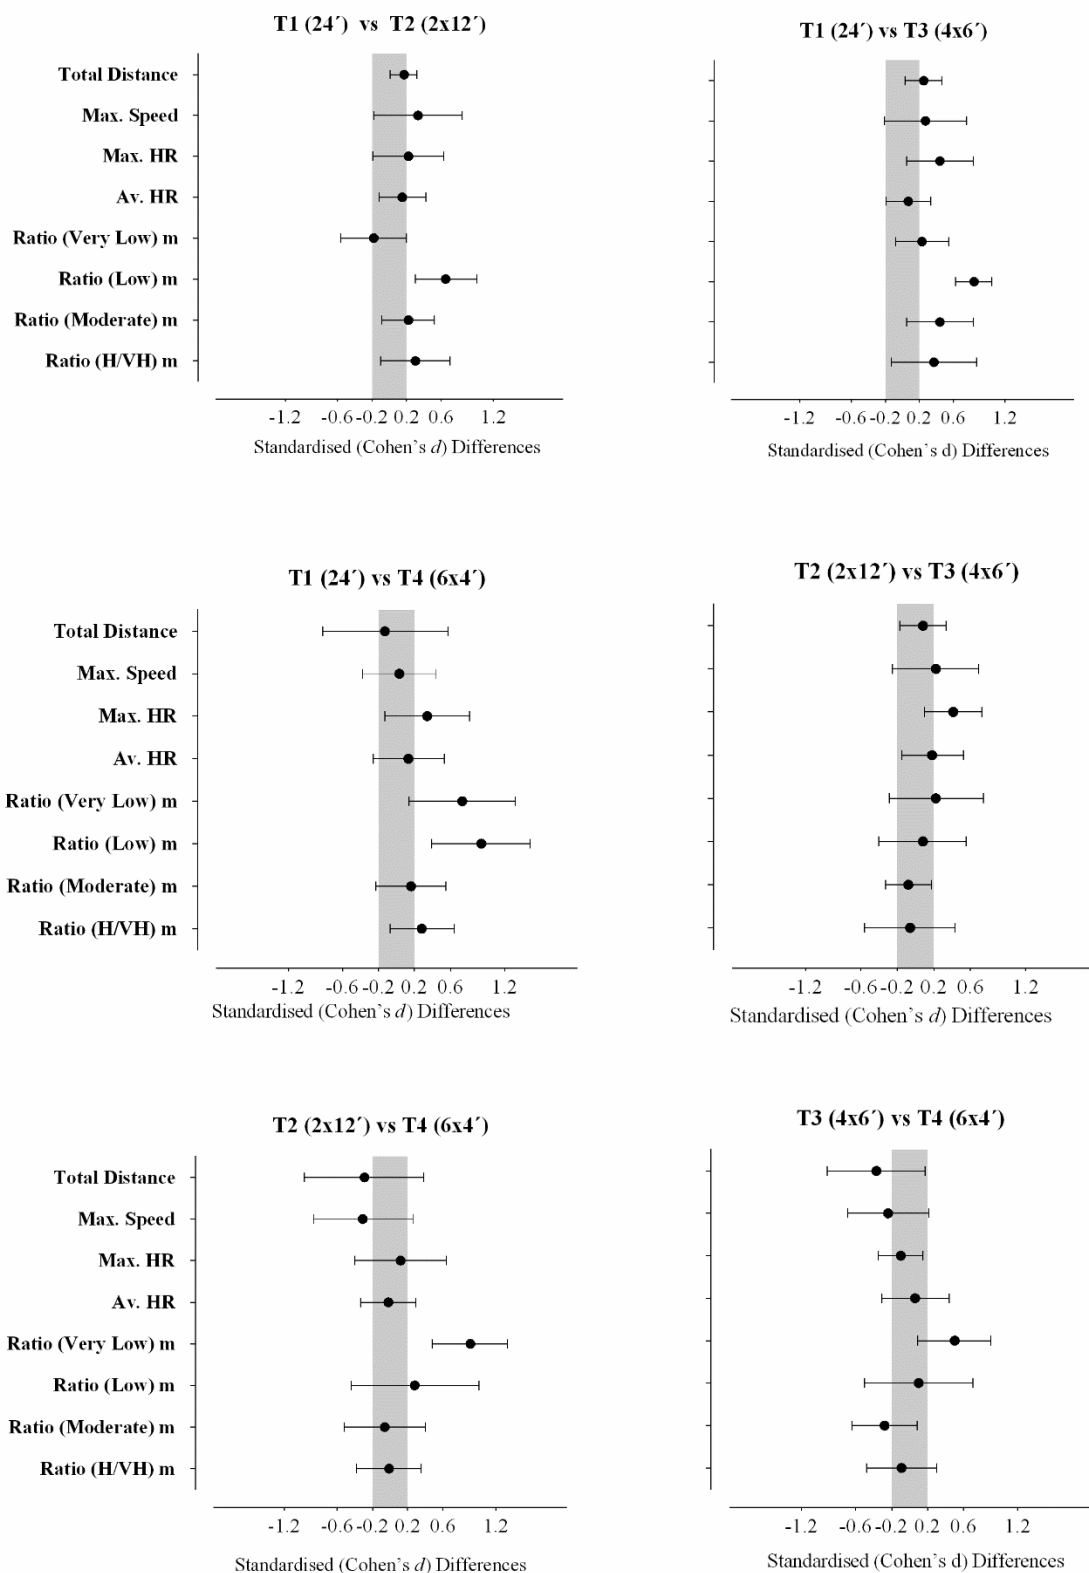 T1 (24´) vs T2 (2x12´)
Total Distance
Max. Speed
Max. HR
Av. HR
Ratio (Very Low) m
Ratio (Low) m
Ratio (Moderate) m
Ratio (H/VH) m
-1.2 -0.6 -0.2 0.2 0.6 1.2
Standardised (Cohen’s d) Differences
T1 (24´) vs T3 (4x6´)
-1.2 -0.6 -0.2 0.2 0.6 1.2
Standardised (Cohen’s d) Differences
T1 (24´) vs T4 (6x4´)
Total Distance
Max. Speed
Max. HR
Av. HR
Ratio (Very Low) m
Ratio (Low) m
Ratio (Moderate) m
Ratio (H/VH) m
-1.2 -0.6 -0.2 0.2 0.6 1.2
Standardised (Cohen’s d) Differences
T2 (2x12´) vs T3 (4x6´)
-1.2 -0.6 -0.2 0.2 0.6 1.2
Standardised (Cohen’s d) Differences
T2 (2x12´) vs T4 (6x4´)
Total Distance
Max. Speed
Max. HR
Av. HR
Ratio (Very Low) m
Ratio (Low) m
Ratio (Moderate) m
Ratio (H/VH) m
-1.2 -0.6 -0.2 0.2 0.6 1.2
Standardised (Cohen’s d) Differences
T3 (4x6´) vs T4 (6x4´)
-1.2 -0.6 -0.2 0.2 0.6 1.2
Standardised (Cohen’s d) Differences